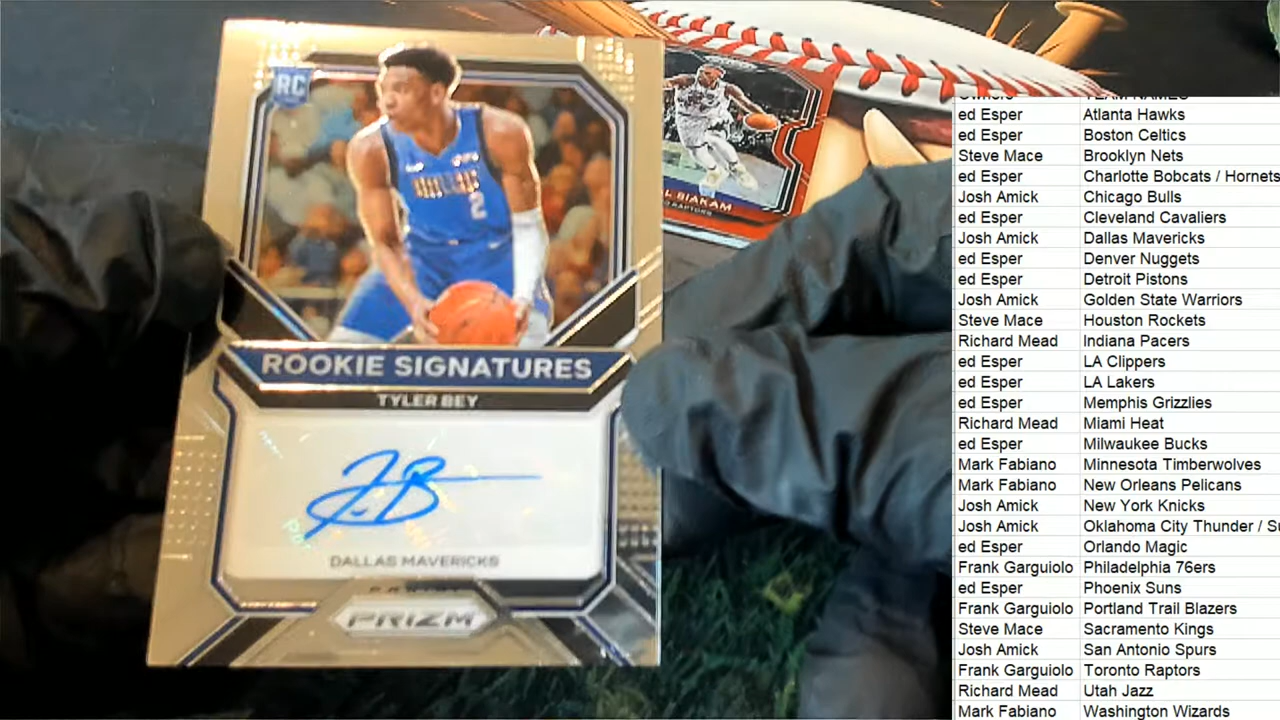 RC
2
ROOKIE SIGNATURES
TYLER BEY
DALLAS MAVERICKS
PRIZM
SIAKAM
RAPTORS
Owners TEAM NAMES
ed Esper Atlanta Hawks
ed Esper Boston Celtics
Steve Mace Brooklyn Nets
ed Esper Charlotte Bobcats / Hornets
Josh Amick Chicago Bulls
ed Esper Cleveland Cavaliers
Josh Amick Dallas Mavericks
ed Esper Denver Nuggets
ed Esper Detroit Pistons
Josh Amick Golden State Warriors
Steve Mace Houston Rockets
Richard Mead Indiana Pacers
ed Esper LA Clippers
ed Esper LA Lakers
ed Esper Memphis Grizzlies
Richard Mead Miami Heat
ed Esper Milwaukee Bucks
Mark Fabiano Minnesota Timberwolves
Mark Fabiano New Orleans Pelicans
Josh Amick New York Knicks
Josh Amick Oklahoma City Thunder / Su
ed Esper Orlando Magic
Frank Garguiolo Philadelphia 76ers
ed Esper Phoenix Suns
Frank Garguiolo Portland Trail Blazers
Steve Mace Sacramento Kings
Josh Amick San Antonio Spurs
Frank Garguiolo Toronto Raptors
Richard Mead Utah Jazz
Mark Fabiano Washington Wizards